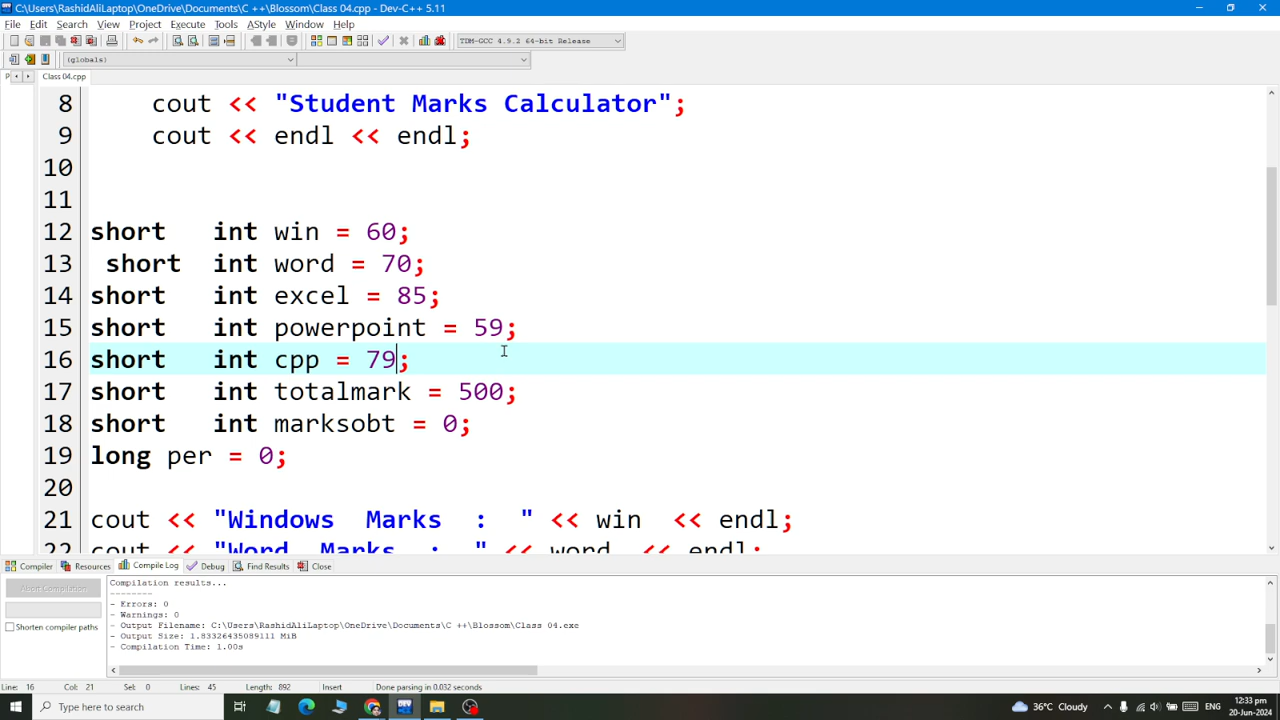 C:\Users\RashidAliLaptop\OneDrive\Documents\C ++\Blossom\Class 04.cpp - Dev-C++ 5.11
File Edit Search View Project Execute Tools AStyle Window Help
TDM-GCC 4.9.2 64-bit Release
(globals)
Class 04.cpp
8 cout << "Student Marks Calculator";
9 cout << endl << endl;
10
11
12 short int win = 60;
13 short int word = 70;
14 short int excel = 85;
15 short int powerpoint = 59;
16 short int cpp = 79;
17 short int totalmark = 500;
18 short int marksobt = 0;
19 long per = 0;
20
21 cout << "Windows Marks : " << win << endl;
22 cout << "Word Marks : " << word << endl;
Compiler Resources Compile Log Debug Find Results Close
Abort Compilation
Shorten compiler paths
Compilation results...
--------
- Errors: 0
- Warnings: 0
- Output Filename: C:\Users\RashidAliLaptop\OneDrive\Documents\C ++\Blossom\Class 04.exe
- Output Size: 1.83326435089111 MiB
- Compilation Time: 1.00s
Line: 16 Col: 21 Sel: 0 Lines: 45 Length: 892 Insert Done parsing in 0.032 seconds
Type here to search
DEV
36°C Cloudy
ENG
12:33 pm
20-Jun-2024